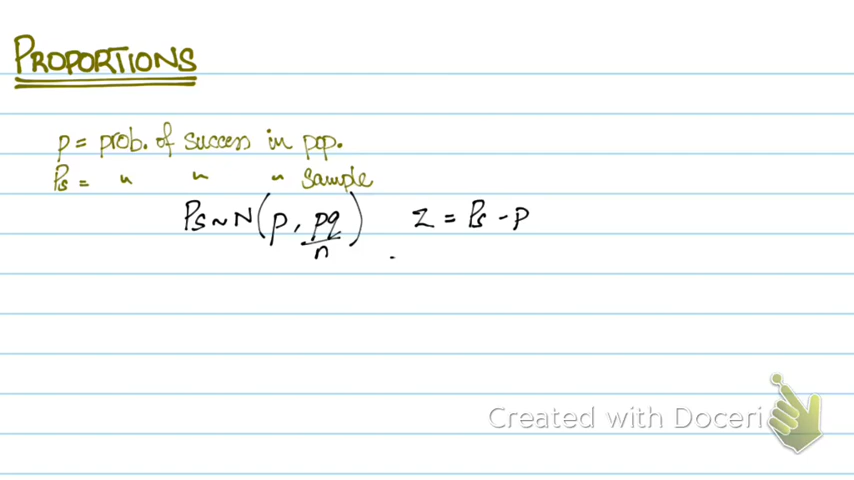 PROPORTIONS
p = prob. of success in pop.
Ps = " " " sample
Ps ~ N(p, pq/n) Z = Ps - p
Created with Doceri